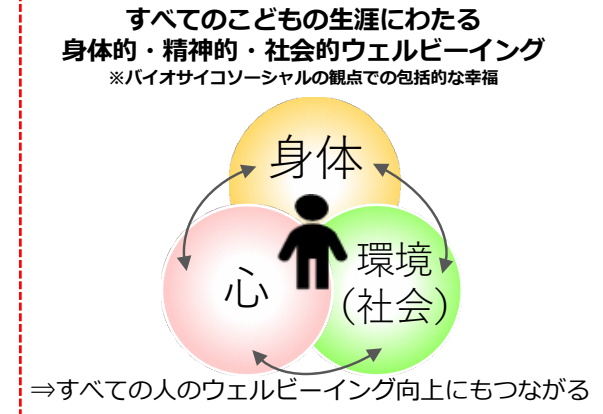 すべてのこどもの生涯にわたる
身体的・精神的・社会的ウェルビーイング
※バイオサイコソーシャルの観点での包括的な幸福
身体
心
環境
（社会）
⇒すべての人のウェルビーイング向上にもつながる